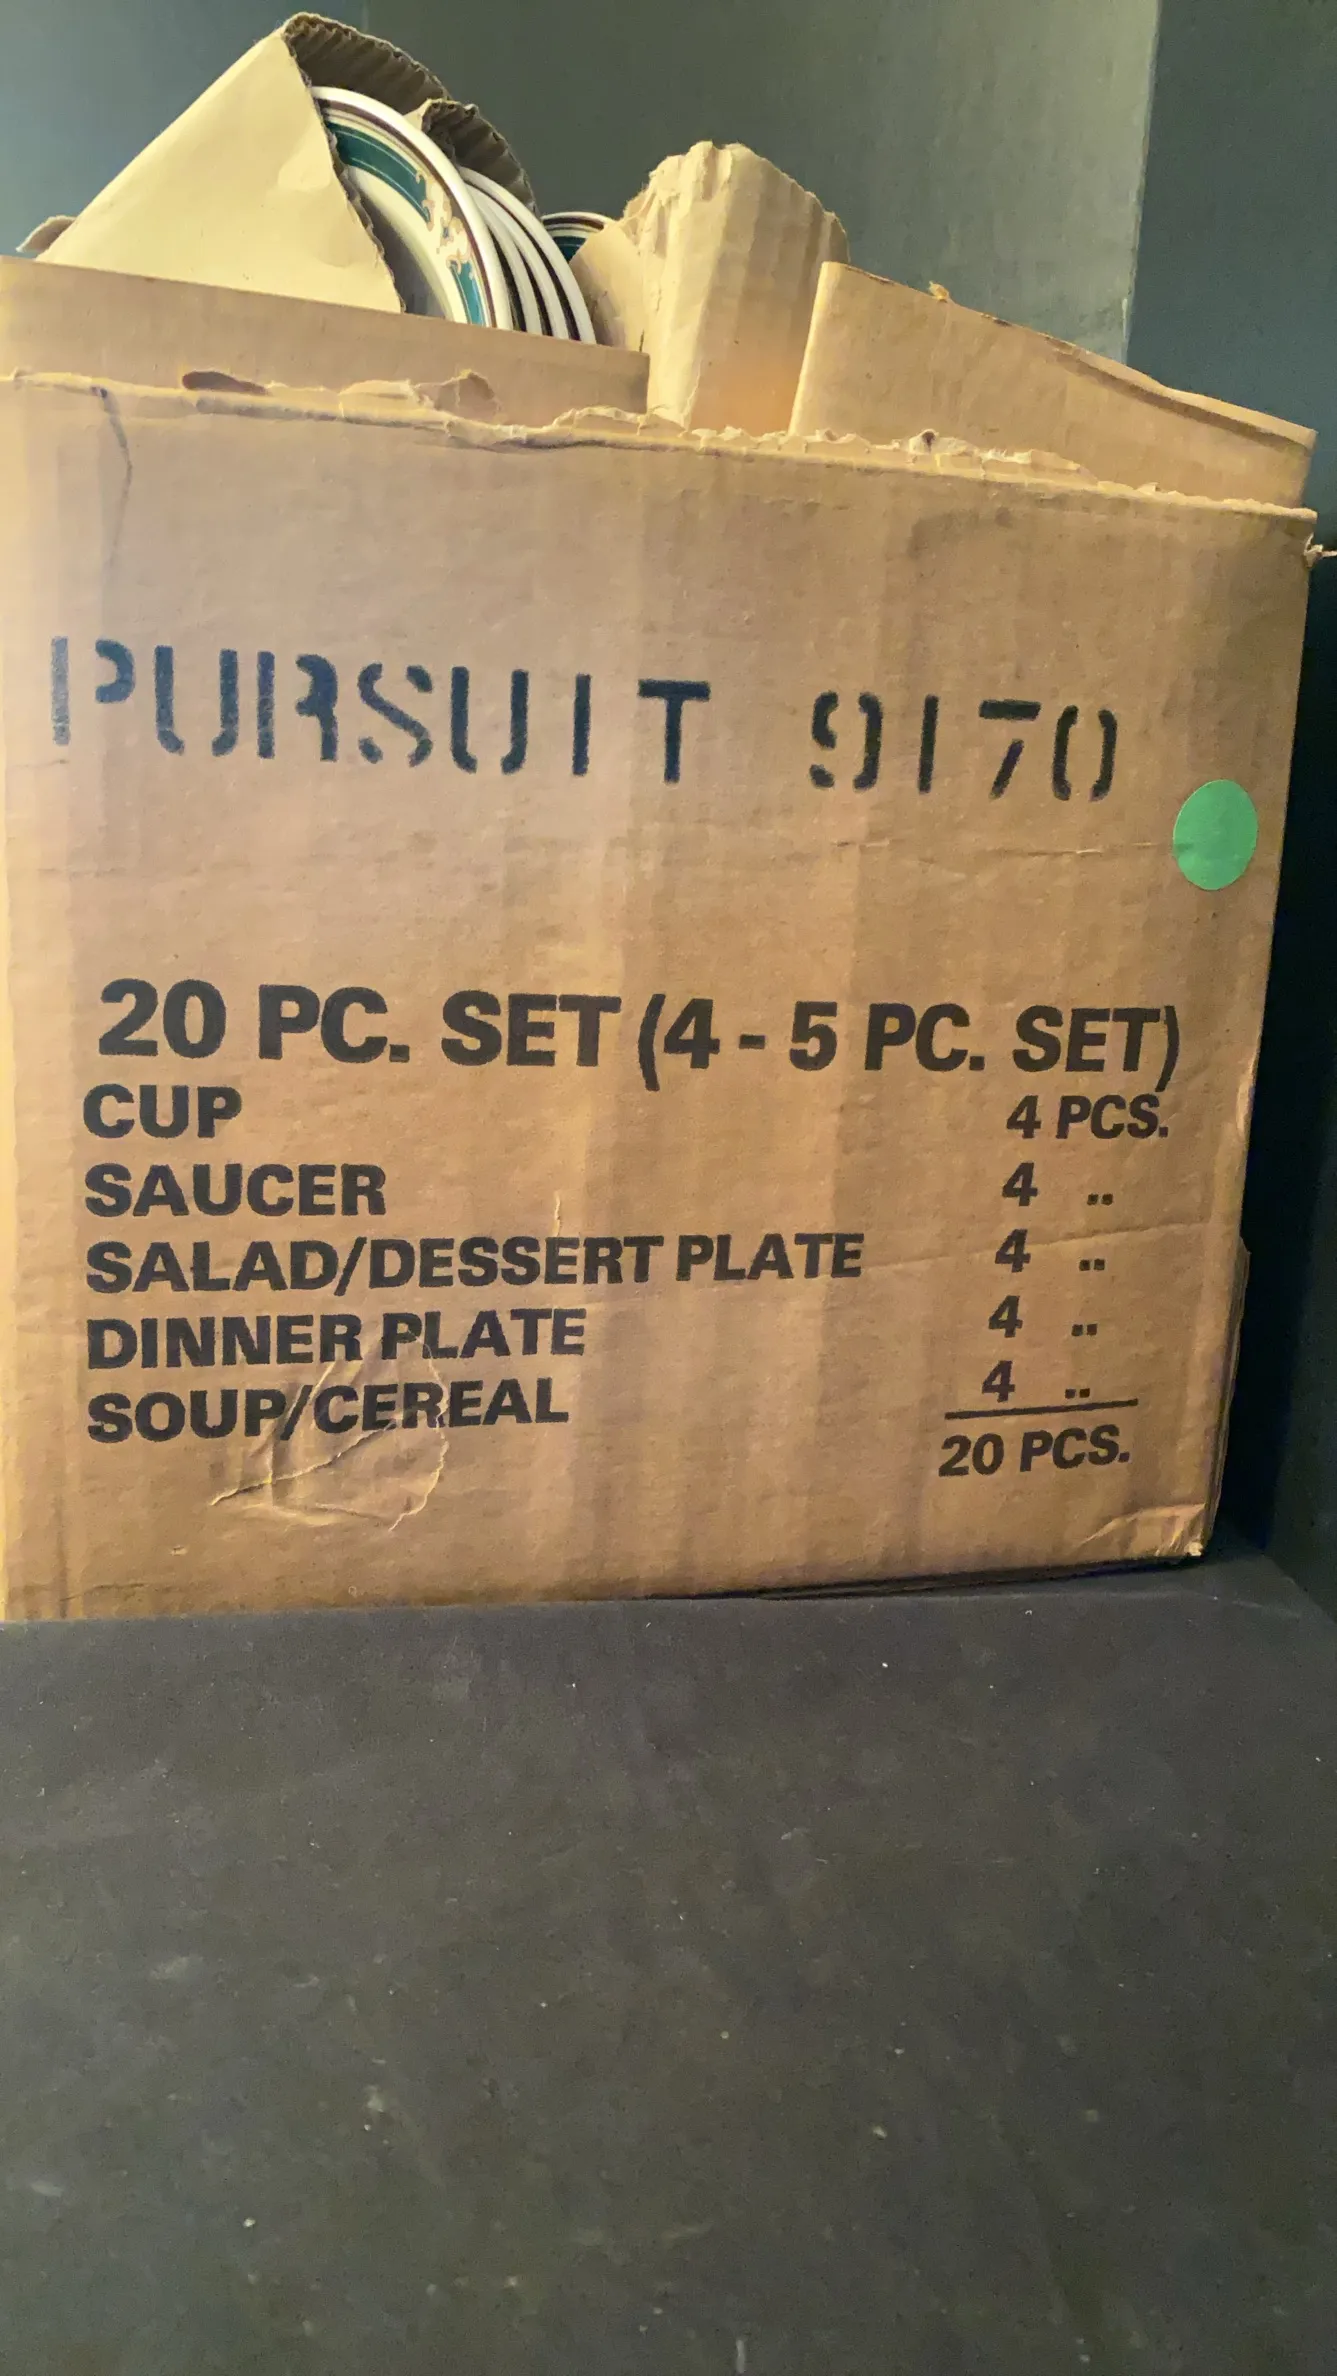 PURSUIT 9170
20 PC. SET (4 - 5 PC. SET)
CUP 4 PCS.
SAUCER 4 ..
SALAD/DESSERT PLATE 4 ..
DINNER PLATE 4 ..
SOUP/CEREAL 4 ..
20 PCS.